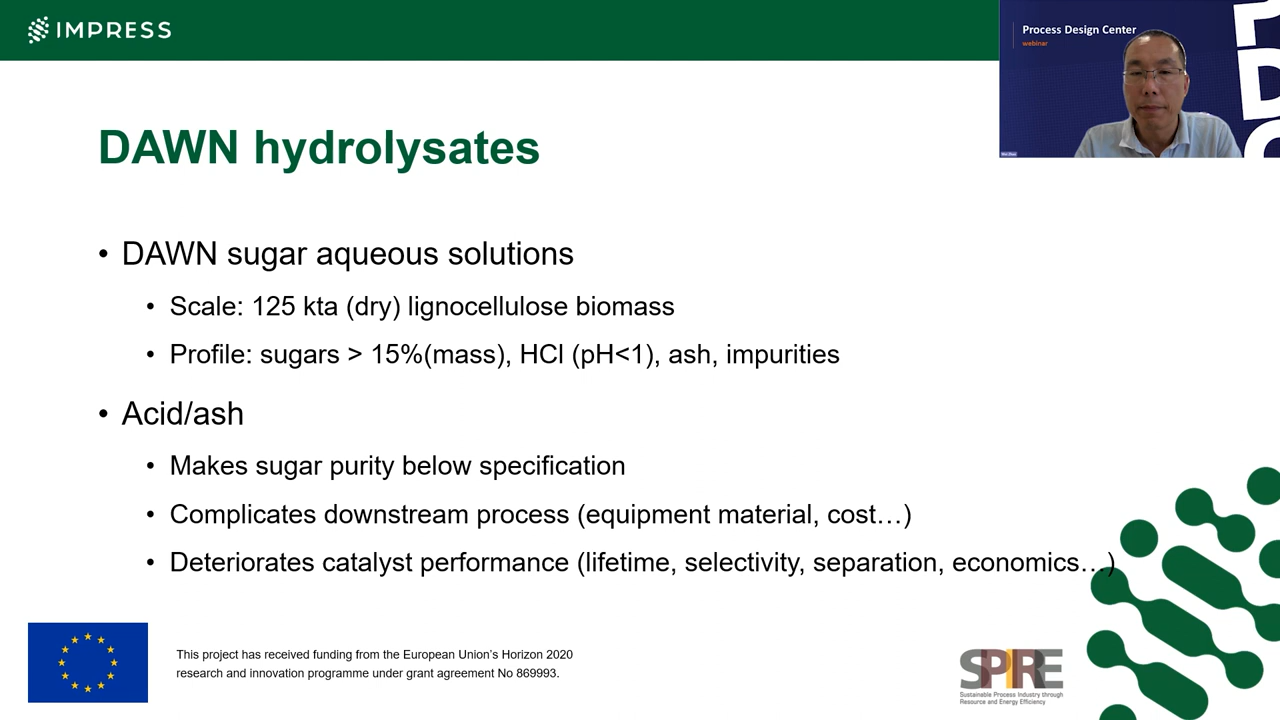 IMPRESS
Process Design Center
webinar
DAWN hydrolysates
• DAWN sugar aqueous solutions
• Scale: 125 kta (dry) lignocellulose biomass
• Profile: sugars > 15%(mass), HCl (pH<1), ash, impurities
• Acid/ash
• Makes sugar purity below specification
• Complicates downstream process (equipment material, cost…)
• Deteriorates catalyst performance (lifetime, selectivity, separation, economics…)
This project has received funding from the European Union’s Horizon 2020
research and innovation programme under grant agreement No 869993.
SPIRE
Sustainable Process Industry through
Resource and Energy Efficiency